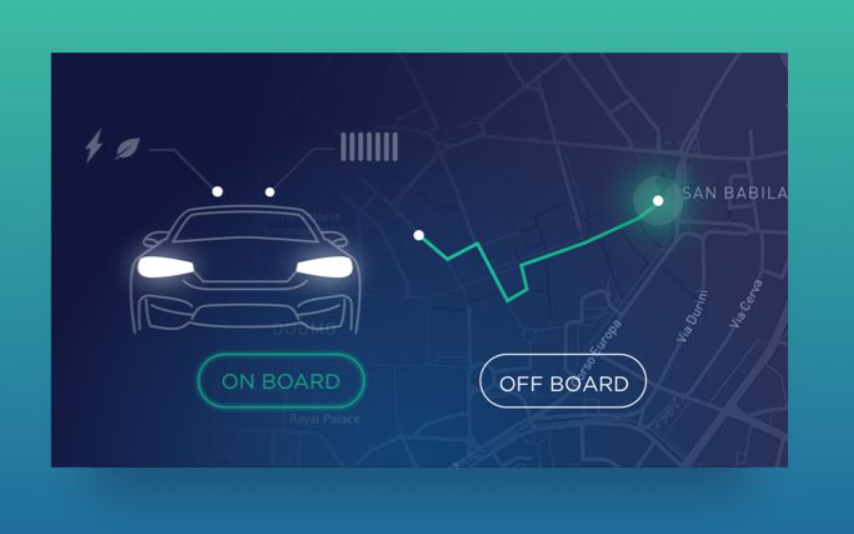 SAN BABILA
Via Durini
Via Cerva
Corso Europa
DUOMO
ON BOARD
OFF BOARD
Royal Palace